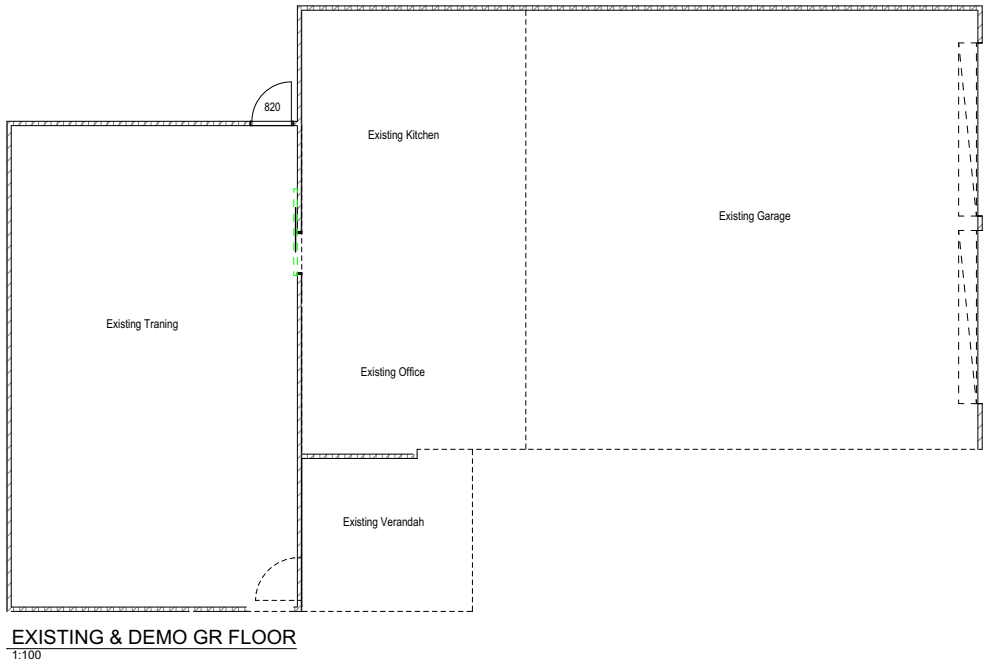 820
Existing Kitchen
Existing Garage
Existing Traning
Existing Office
Existing Verandah
EXISTING & DEMO GR FLOOR
1:100